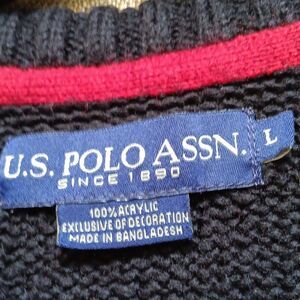 U.S. POLO ASSN. L
SINCE 1890
100% ACRYLIC
EXCLUSIVE OF DECORATION
MADE IN BANGLADESH